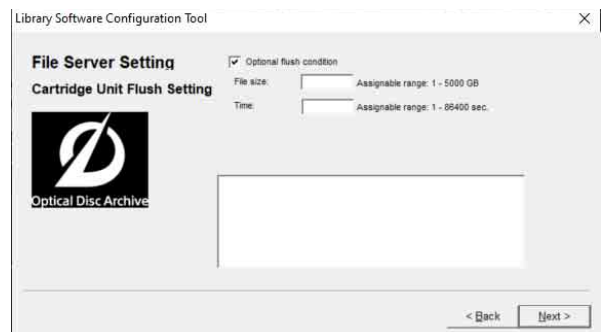 Library Software Configuration Tool
File Server Setting
Cartridge Unit Flush Setting
Optical Disc Archive
Optional flush condition
File size: Assignable range: 1 - 5000 GB
Time: Assignable range: 1 - 86400 sec.
< Back Next >